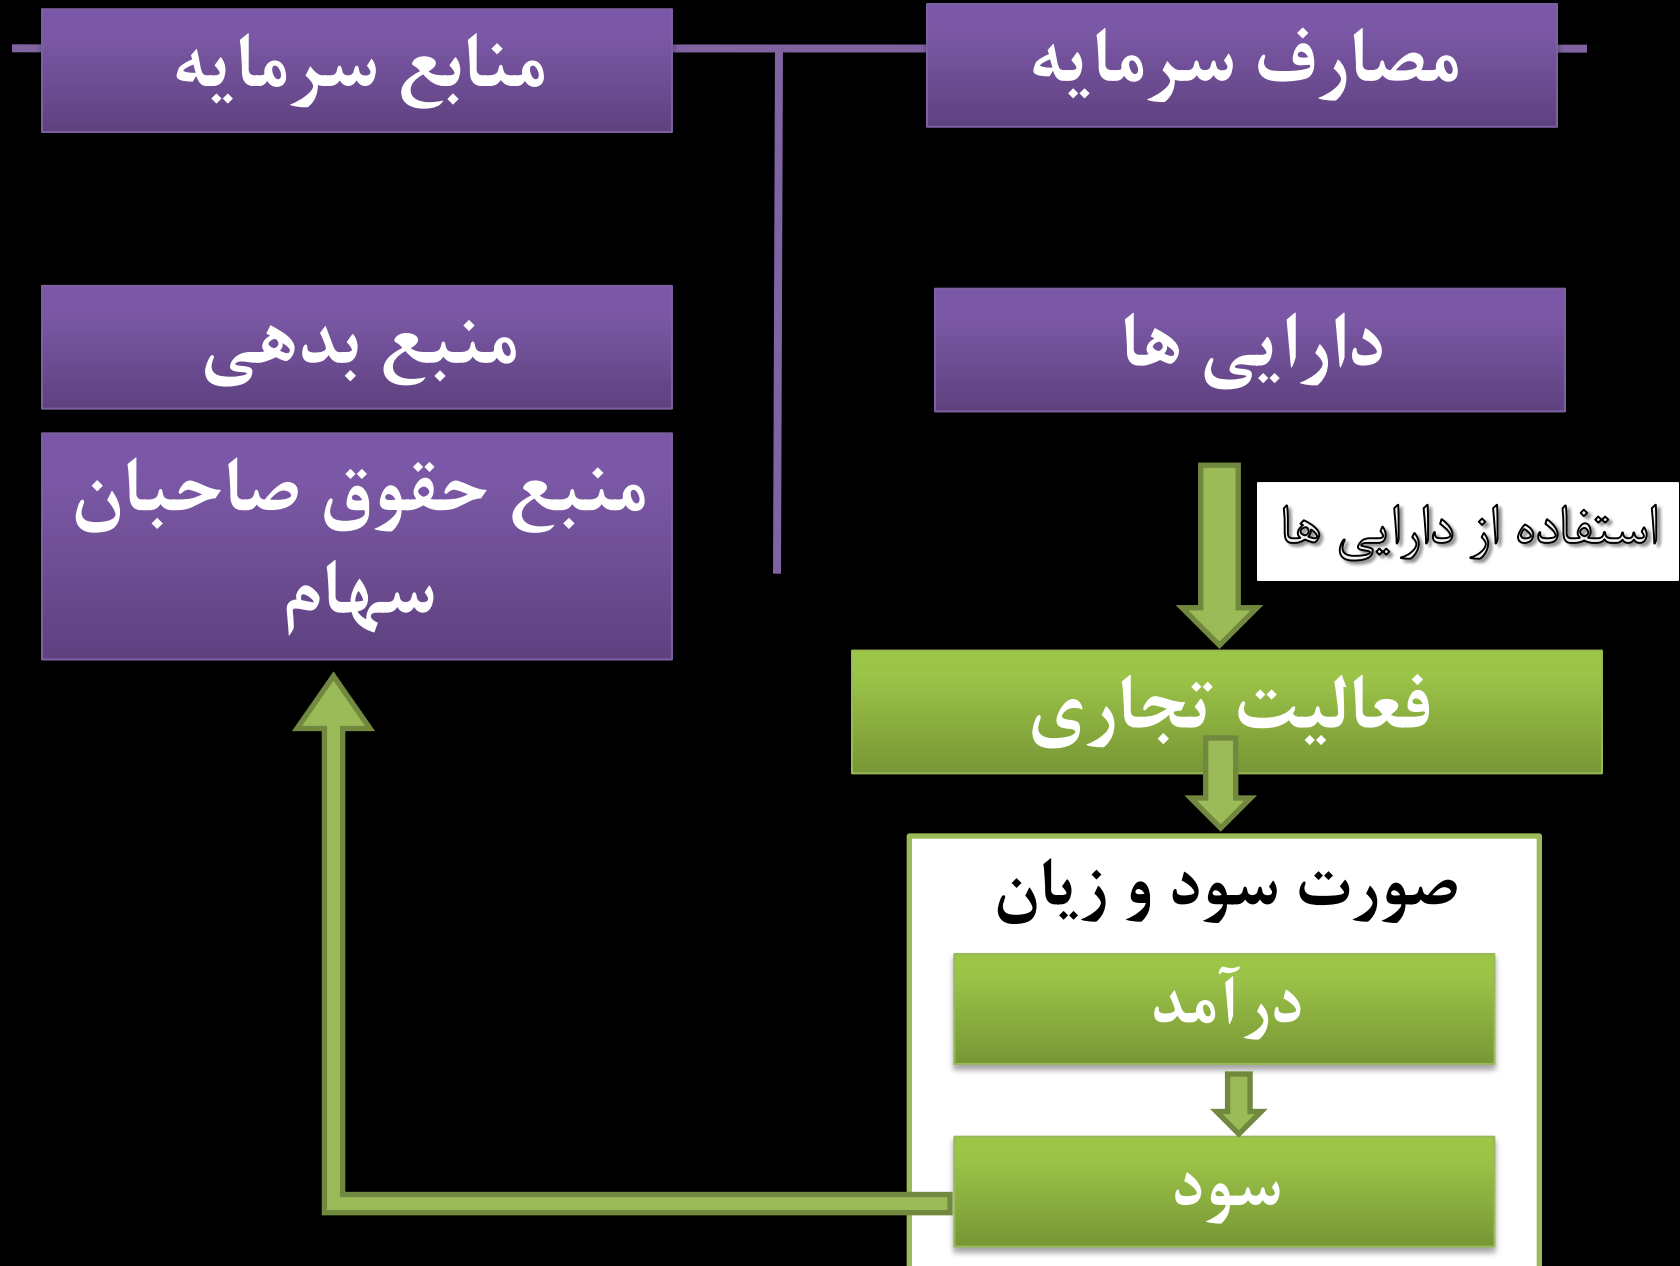 مصارف سرمایه
منابع سرمایه
دارایی ها
منبع بدهی
منبع حقوق صاحبان
سهام
استفاده از دارایی ها
فعالیت تجاری
صورت سود و زیان
درآمد
سود